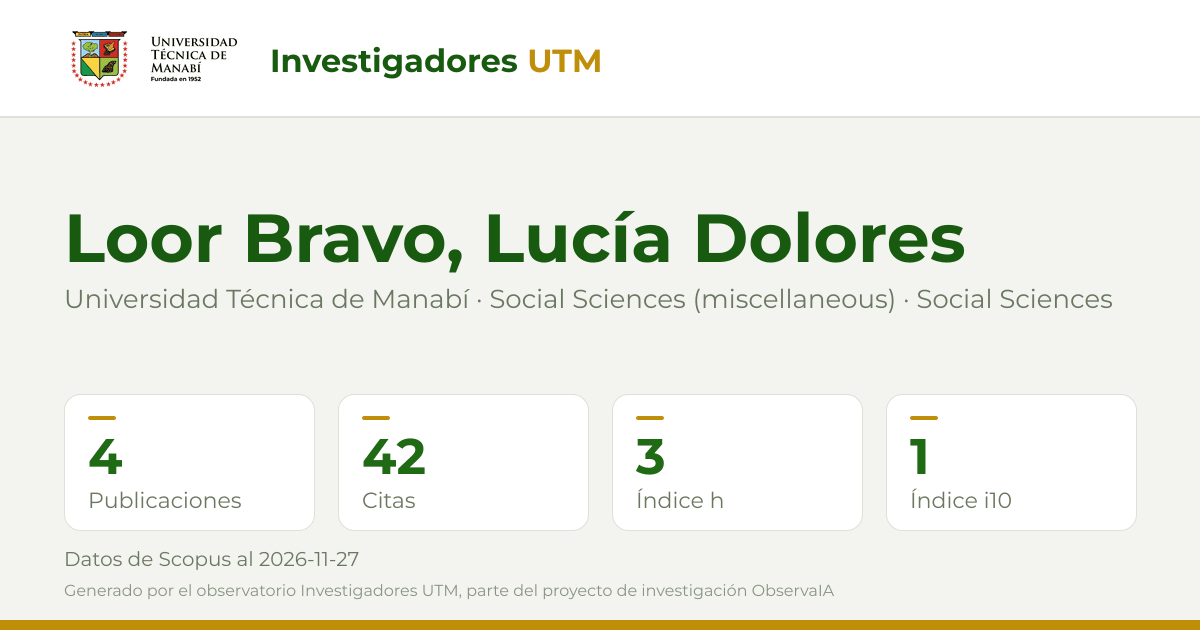 UNIVERSIDAD
TÉCNICA DE
MANABÍ
Fundada en 1952
Investigadores UTM
Loor Bravo, Lucía Dolores
Universidad Técnica de Manabí · Social Sciences (miscellaneous) · Social Sciences
4
Publicaciones
42
Citas
3
Índice h
1
Índice i10
Datos de Scopus al 2026-11-27
Generado por el observatorio Investigadores UTM, parte del proyecto de investigación ObservaIA